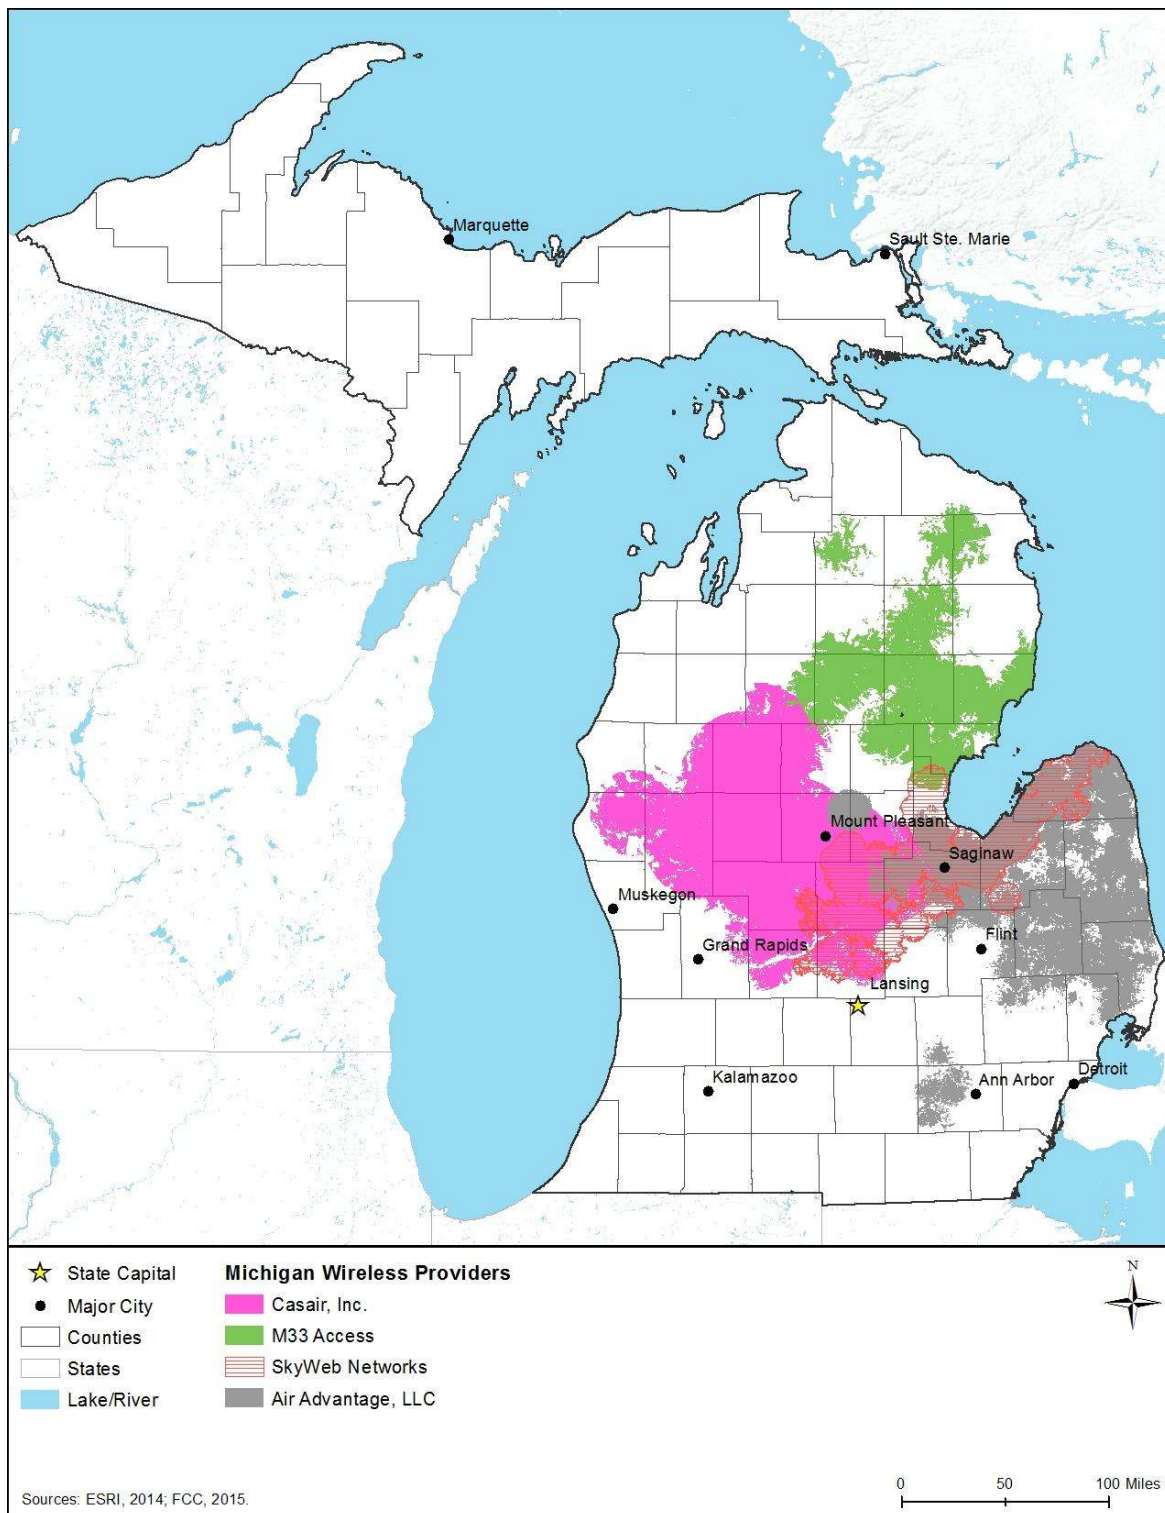 Marquette
Sault Ste. Marie
Mount Pleasant
Saginaw
Muskegon
Flint
Grand Rapids
Lansing
Kalamazoo
Ann Arbor
Detroit
State Capital
Major City
Counties
States
Lake/River
Michigan Wireless Providers
Casair, Inc.
M33 Access
SkyWeb Networks
Air Advantage, LLC
N
0 50 100 Miles
Sources: ESRI, 2014; FCC, 2015.